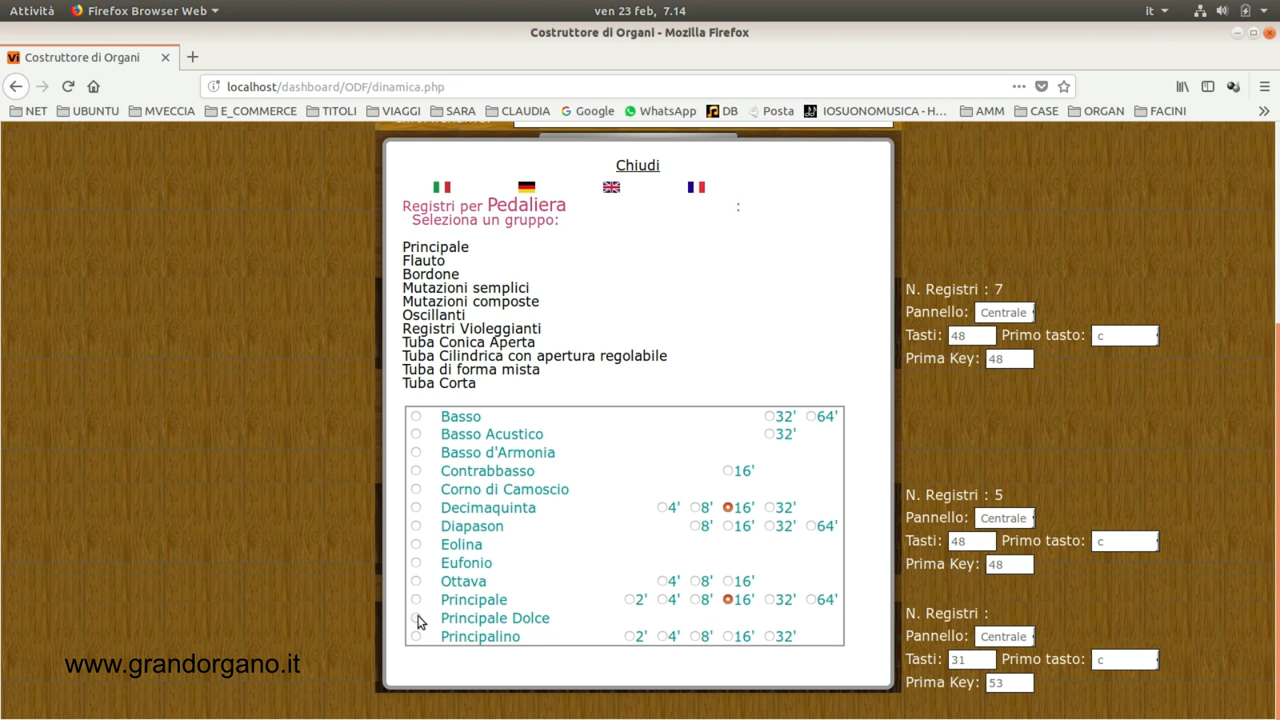 Attività Firefox Browser Web ven 23 feb, 7.14 it
Costruttore di Organi - Mozilla Firefox
Costruttore di Organi
localhost/dashboard/ODF/dinamica.php
NET UBUNTU MVECCIA E_COMMERCE TITOLI VIAGGI SARA CLAUDIA Google WhatsApp DB Posta IOSUONOMUSICA - H... AMM CASE ORGAN FACINI
Chiudi
Registri per Pedaliera :
Seleziona un gruppo:
Principale
Flauto
Bordone
Mutazioni semplici
Mutazioni composte
Oscillanti
Registri Violeggianti
Tuba Conica Aperta
Tuba Cilindrica con apertura regolabile
Tuba di forma mista
Tuba Corta
Basso 32' 64'
Basso Acustico 32'
Basso d'Armonia
Contrabbasso 16'
Corno di Camoscio
Decimaquinta 4' 8' 16' 32'
Diapason 8' 16' 32' 64'
Eolina
Eufonio
Ottava 4' 8' 16'
Principale 2' 4' 8' 16' 32' 64'
Principale Dolce
Principalino 2' 4' 8' 16' 32'
N. Registri : 7
Pannello: Centrale
Tasti: 48 Primo tasto: c
Prima Key: 48
N. Registri : 5
Pannello: Centrale
Tasti: 48 Primo tasto: c
Prima Key: 48
N. Registri :
Pannello: Centrale
Tasti: 31 Primo tasto: c
Prima Key: 53
www.grandorgano.it